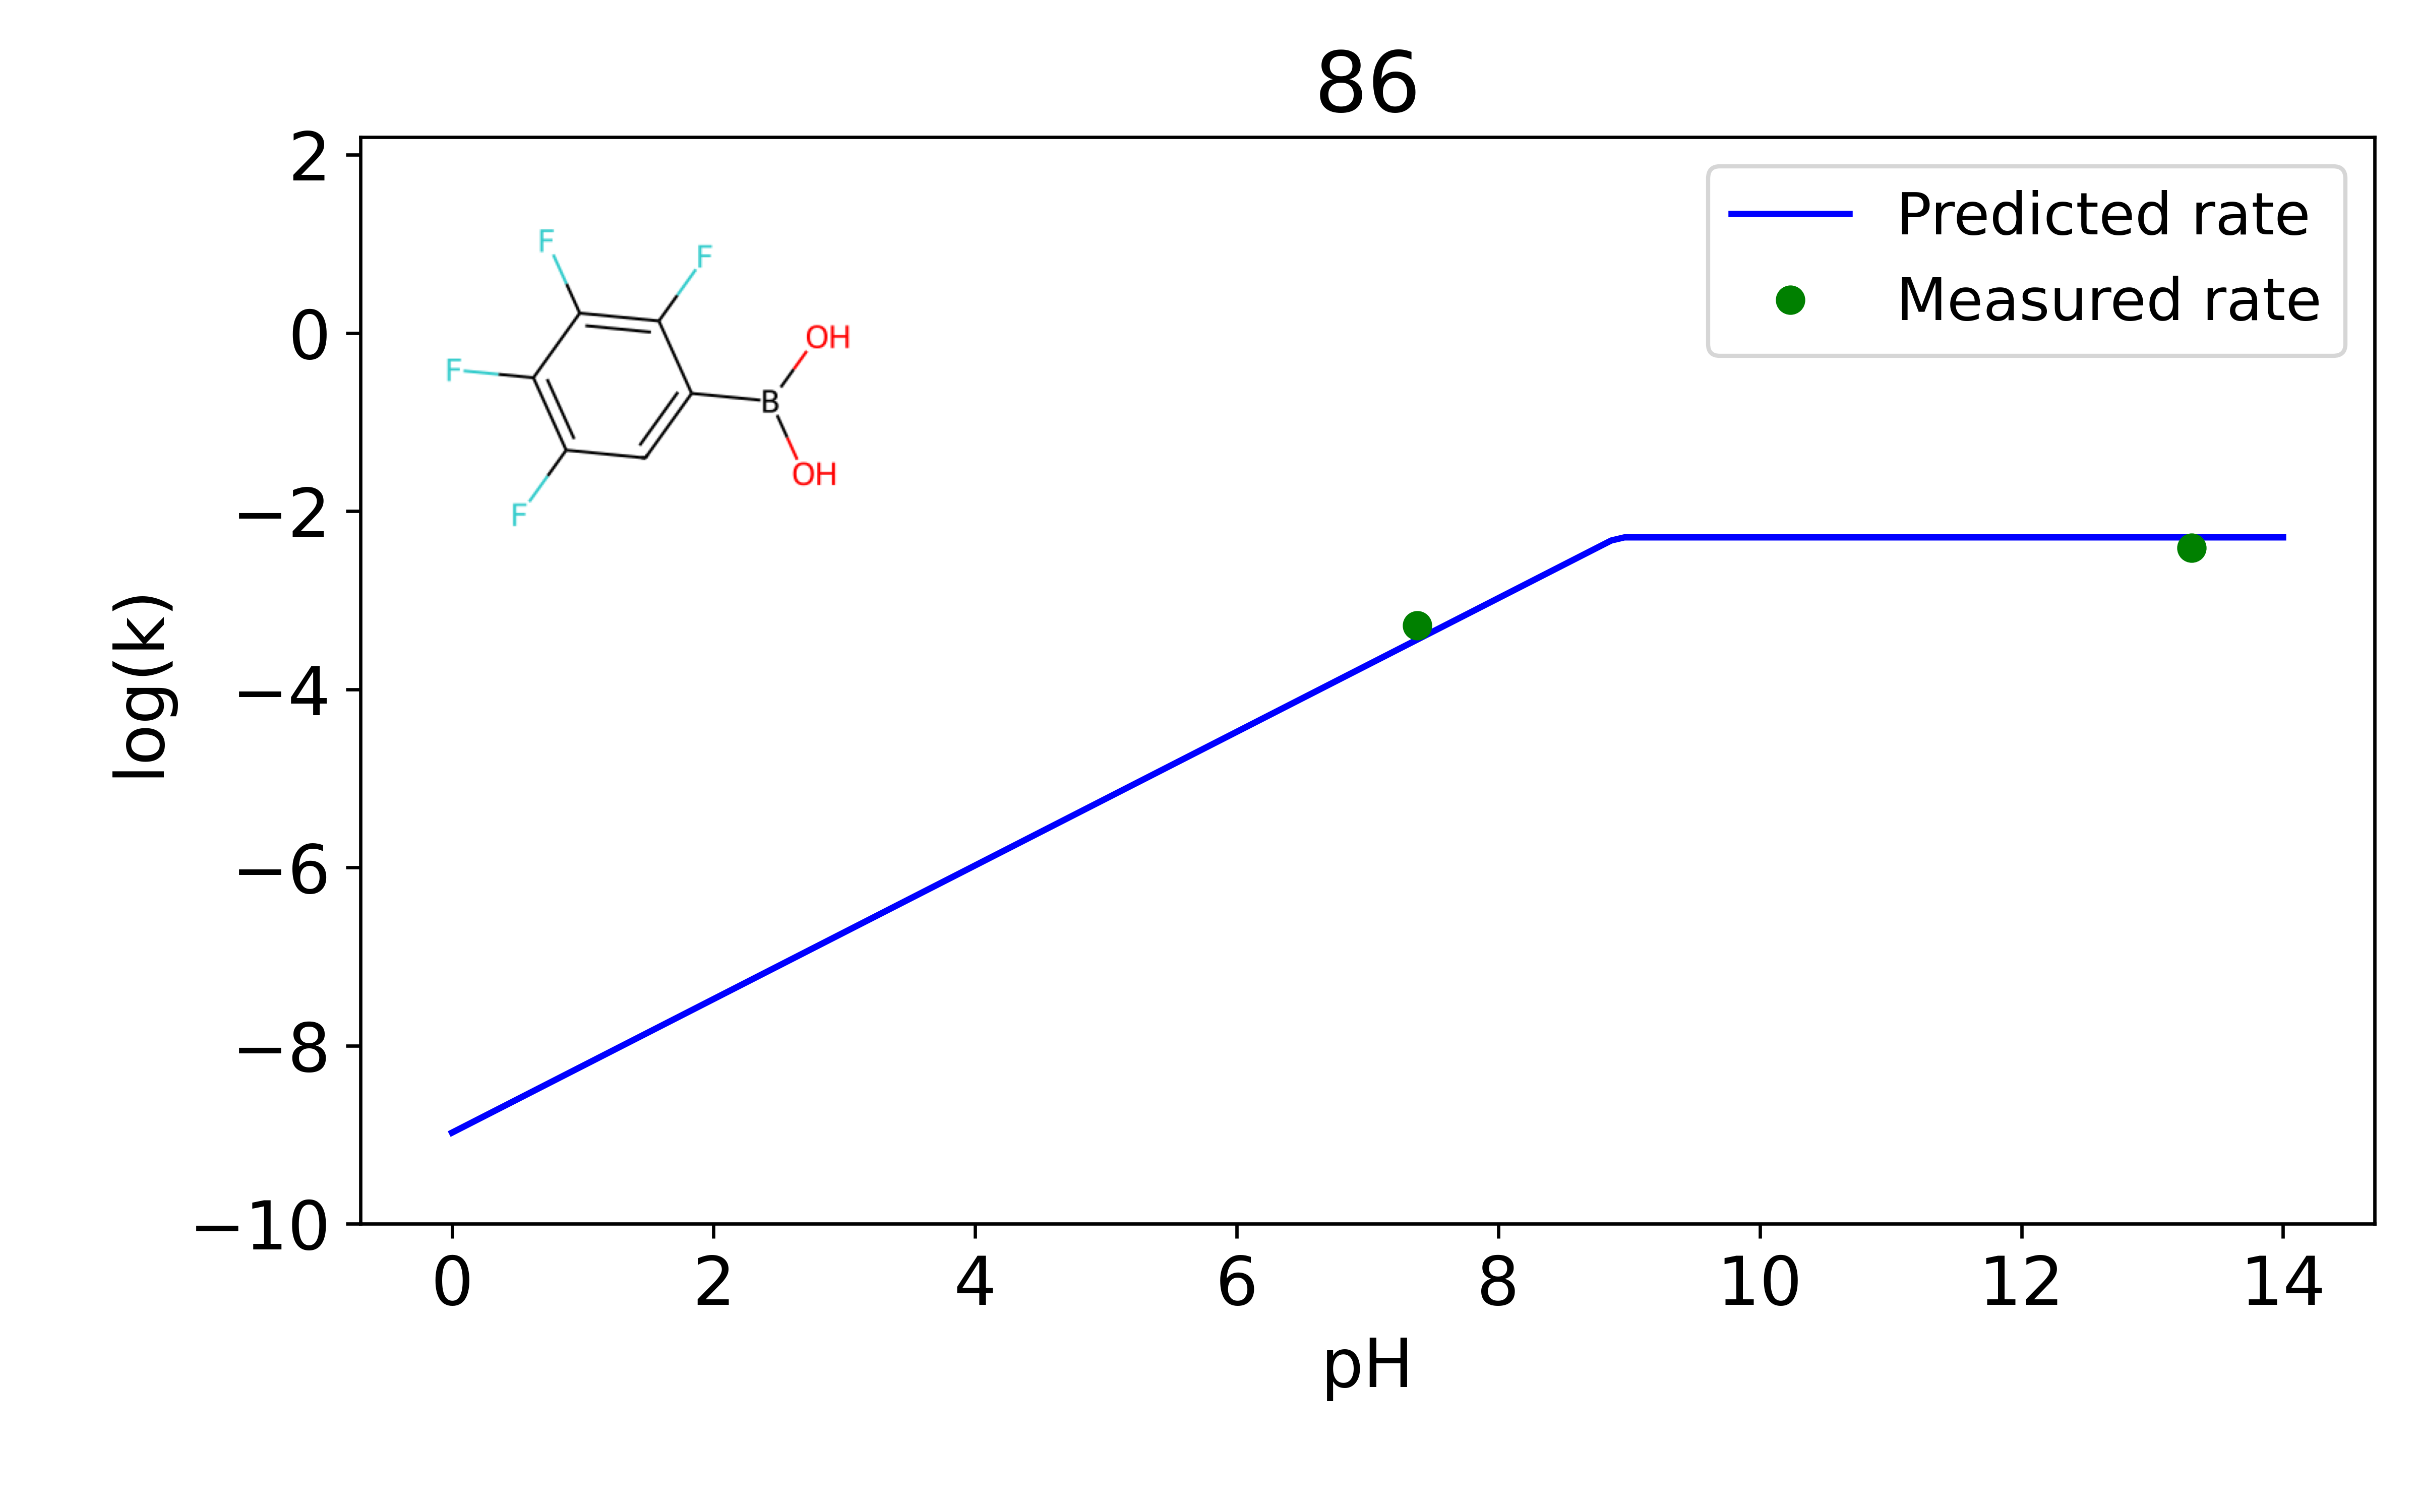 86
2
0
−2
−4
−6
−8
−10
log(k)
F
F
F
F
OH
B
OH
Predicted rate
Measured rate
0 2 4 6 8 10 12 14
pH